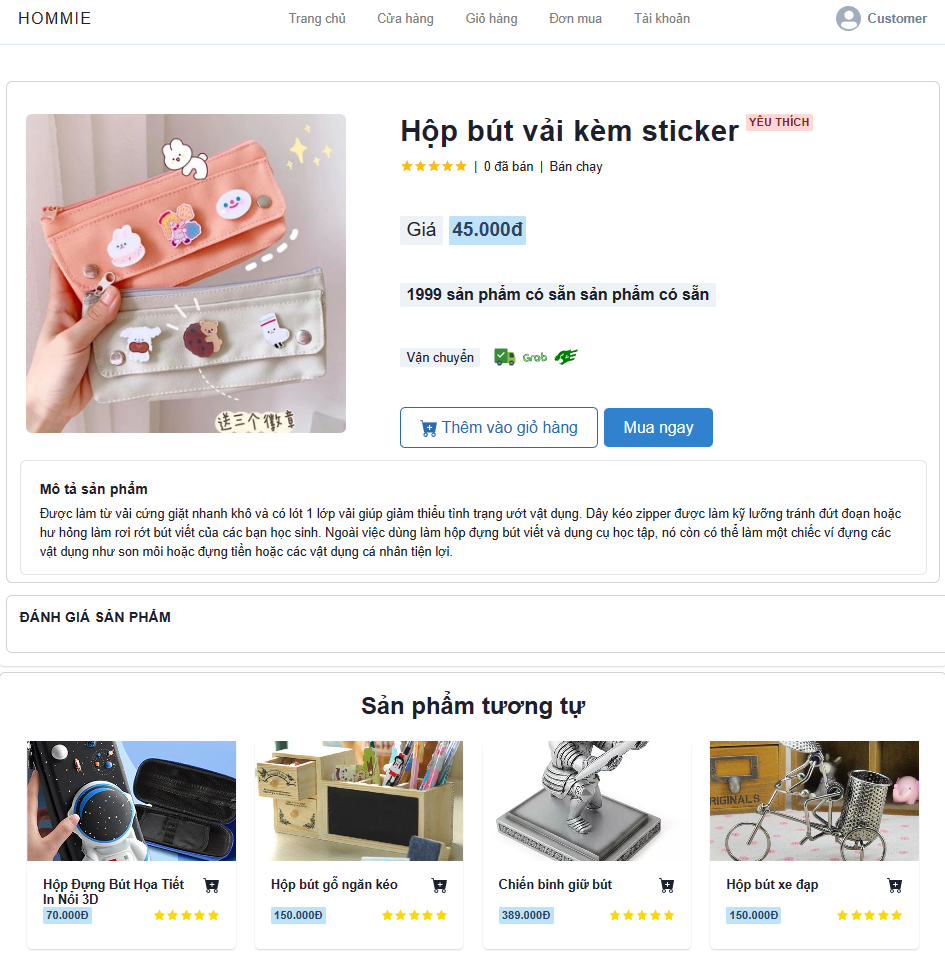 HOMMIE Trang chủ Cửa hàng Giỏ hàng Đơn mua Tài khoản Customer
Hộp bút vải kèm sticker YÊU THÍCH
| 0 đã bán | Bán chạy
Giá 45.000đ
1999 sản phẩm có sẵn sản phẩm có sẵn
Vận chuyển Grab
送三个徽章
Thêm vào giỏ hàng Mua ngay
Mô tả sản phẩm
Được làm từ vải cứng giặt nhanh khô và có lót 1 lớp vải giúp giảm thiểu tình trạng ướt vật dụng. Dây kéo zipper được làm kỹ lưỡng tránh đứt đoạn hoặc
hư hỏng làm rơi rớt bút viết của các bạn học sinh. Ngoài việc dùng làm hộp đựng bút viết và dụng cụ học tập, nó còn có thể làm một chiếc ví đựng các
vật dụng như son môi hoặc đựng tiền hoặc các vật dụng cá nhân tiện lợi.
ĐÁNH GIÁ SẢN PHẨM
Sản phẩm tương tự
RIGINALS
Hộp Đựng Bút Họa Tiết Hộp bút gỗ ngăn kéo Chiến binh giữ bút Hộp bút xe đạp
In Nổi 3D
70.000Đ 150.000Đ 389.000Đ 150.000Đ